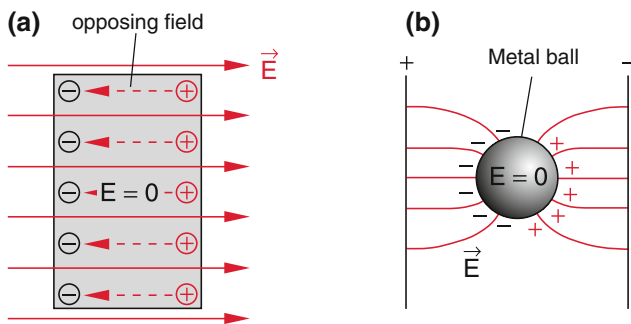 (a) opposing field
E
− +
− +
− E = 0 +
− +
− +
(b)
Metal ball
+ −
− −
− +
− E = 0 +
− +
− +
− + +
E